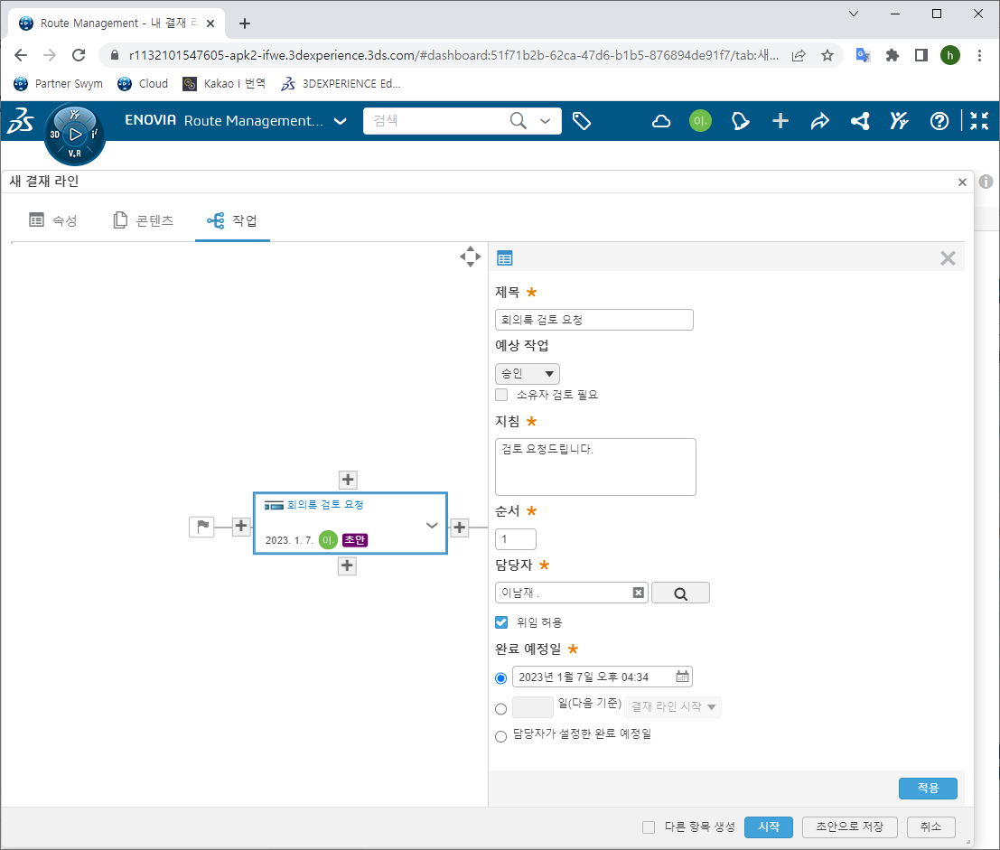 Route Management - 내 결재 라
r1132101547605-apk2-ifwe.3dexperience.3ds.com/#dashboard:51f71b2b-62ca-47d6-b1b5-876894de91f7/tab:새...
h
Partner Swym Cloud Kakao i 번역 3DEXPERIENCE Ed...
3D V.R i²
ENOVIA Route Management... 검색 이.
새 결재 라인
속성 콘텐츠 작업
제목 *
회의록 검토 요청
예상 작업
승인
소유자 검토 필요
지침 *
검토 요청드립니다.
회의록 검토 요청
2023. 1. 7. 이. 초안
순서 *
1
담당자 *
이남재 .
위임 허용
완료 예정일 *
2023년 1월 7일 오후 04:34
일(다음 기준) 결재 라인 시작
담당자가 설정한 완료 예정일
적용
다른 항목 생성 시작 초안으로 저장 취소